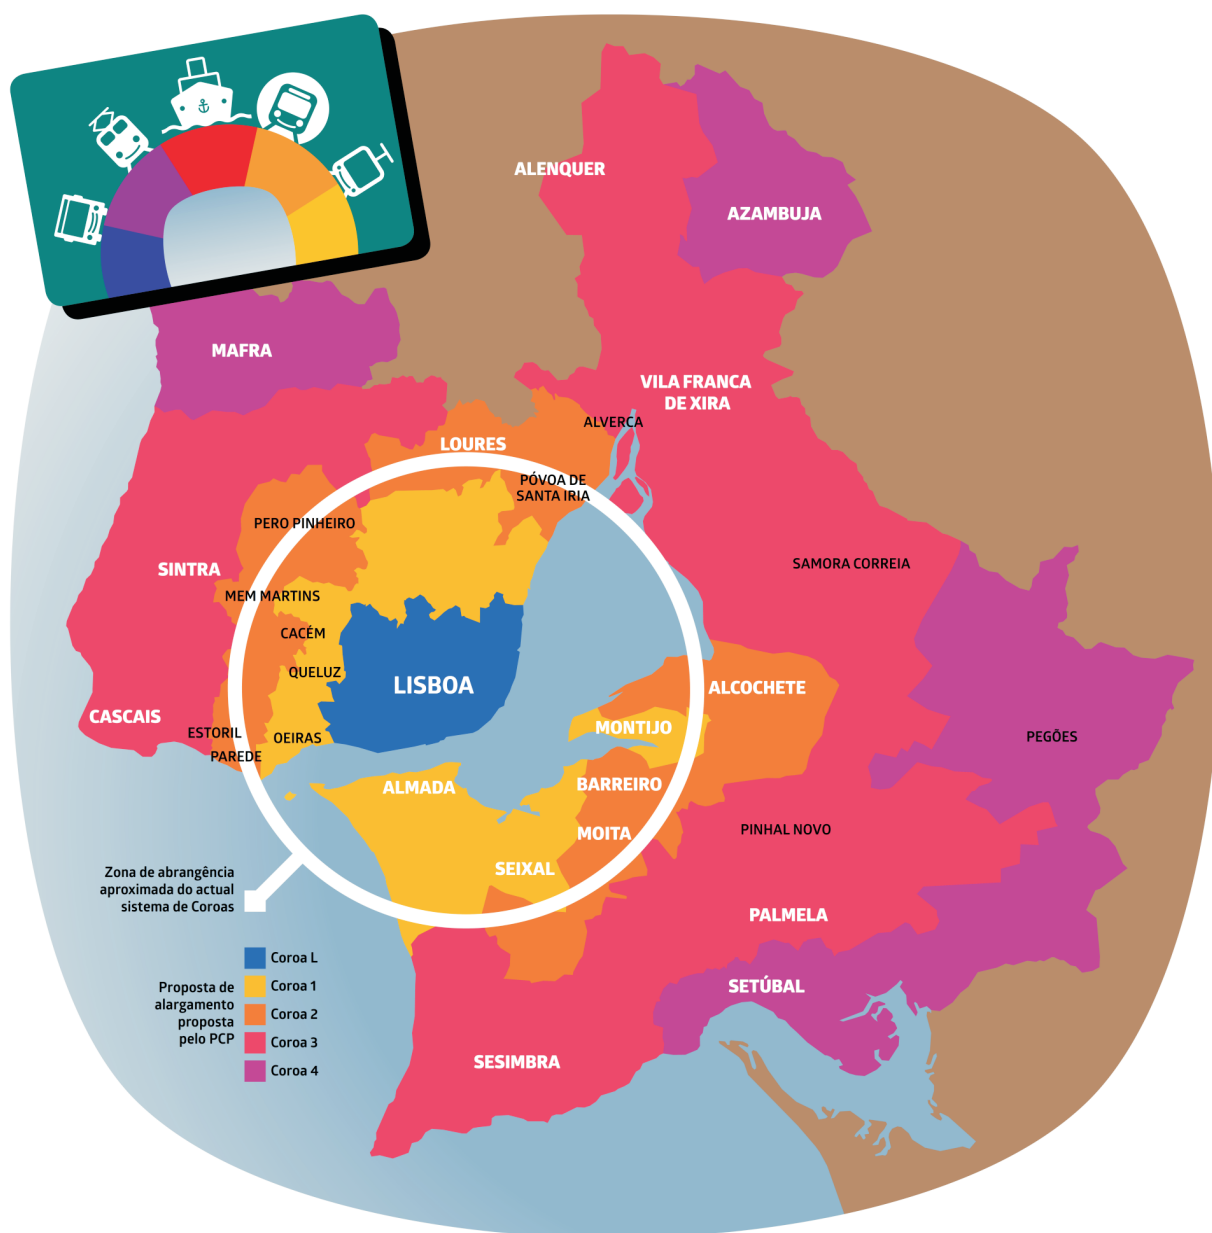 ALENQUER
AZAMBUJA
MAFRA
VILA FRANCA
DE XIRA
ALVERCA
LOURES
PÓVOA DE
SANTA IRIA
PERO PINHEIRO
SINTRA
SAMORA CORREIA
MEM MARTINS
CACÉM
QUELUZ
LISBOA
ALCOCHETE
CASCAIS
ESTORIL
OEIRAS
MONTIJO
PEGÕES
PAREDE
ALMADA
BARREIRO
PINHAL NOVO
MOITA
SEIXAL
Zona de abrangência
aproximada do actual
sistema de Coroas
PALMELA
SETÚBAL
SESIMBRA
Proposta de
alargamento
proposta
pelo PCP
Coroa L
Coroa 1
Coroa 2
Coroa 3
Coroa 4